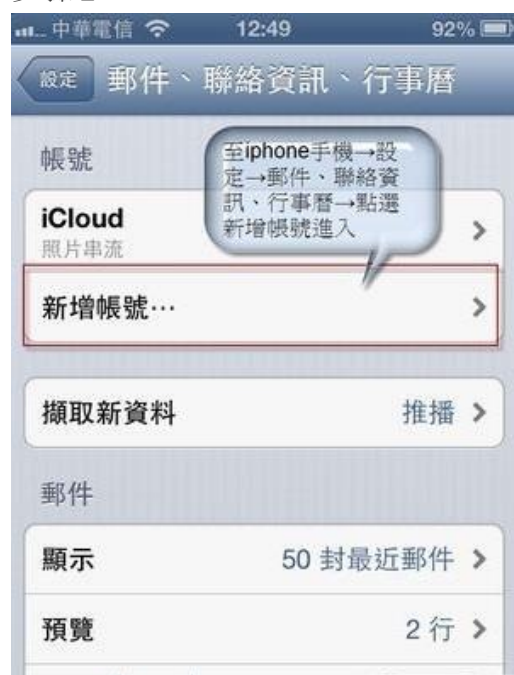 中華電信 12:49 92%
設定 郵件、聯絡資訊、行事曆
帳號
至iphone手機→設
定→郵件、聯絡資
訊、行事曆→點選
新增帳號進入
iCloud
照片串流
新增帳號…
擷取新資料 推播
郵件
顯示 50 封最近郵件
預覽 2 行